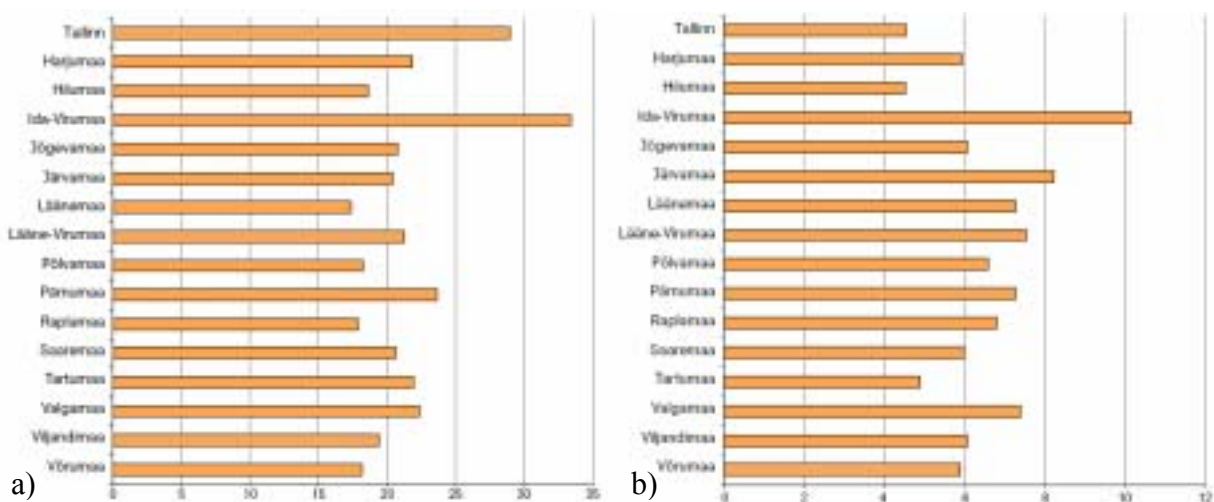 Tallinn
Harjumaa
Hiiumaa
Ida-Virumaa
Jõgevamaa
Järvamaa
Läänemaa
Lääne-Virumaa
Põlvamaa
Pärnumaa
Raplamaa
Saaremaa
Tartumaa
Valgamaa
Viljandimaa
Võrumaa
0 5 10 15 20 25 30 35
a)
Tallinn
Harjumaa
Hiiumaa
Ida-Virumaa
Jõgevamaa
Järvamaa
Läänemaa
Lääne-Virumaa
Põlvamaa
Pärnumaa
Raplamaa
Saaremaa
Tartumaa
Valgamaa
Viljandimaa
Võrumaa
0 2 4 6 8 10 12
b)